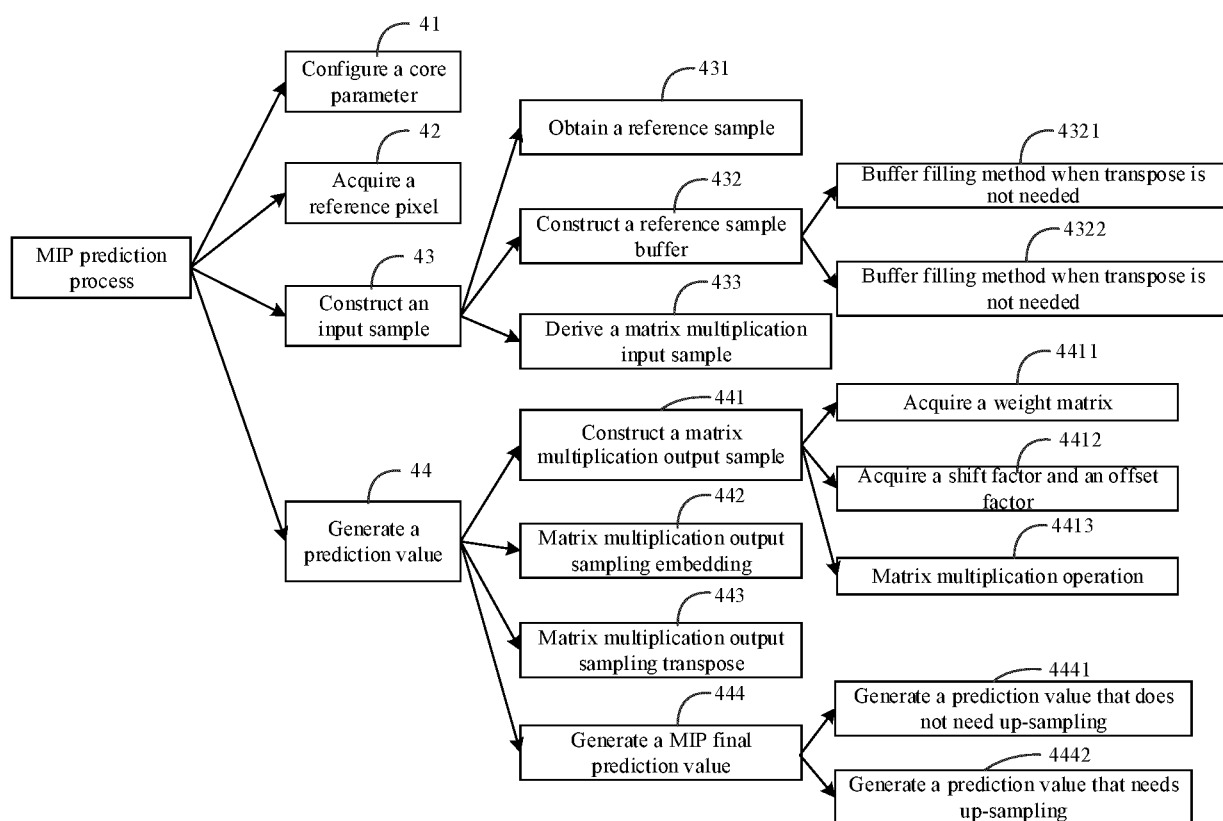 MIP prediction
process
41
Configure a core
parameter
42
Acquire a
reference pixel
43
Construct an
input sample
431
Obtain a reference sample
432
Construct a reference sample
buffer
4321
Buffer filling method when transpose is
not needed
4322
Buffer filling method when transpose is
not needed
433
Derive a matrix multiplication
input sample
44
Generate a
prediction value
441
Construct a matrix
multiplication output sample
4411
Acquire a weight matrix
4412
Acquire a shift factor and an offset
factor
4413
Matrix multiplication operation
442
Matrix multiplication output
sampling embedding
443
Matrix multiplication output
sampling transpose
444
Generate a MIP final
prediction value
4441
Generate a prediction value that does
not need up-sampling
4442
Generate a prediction value that needs
up-sampling